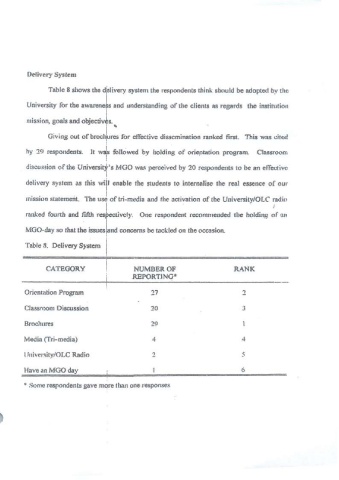 Delivery System
Table 8 shows the delivery system the respondents think should be adopted by the
University for the awareness and understanding of the clients as regards the institution
mission, goals and objectives.
Giving out of brochures for effective dissemination ranked first. This was cited
by 29 respondents. It was followed by holding of orientation program. Classroom
discussion of the University's MGO was perceived by 20 respondents to be an effective
delivery system as this will enable the students to internalise the real essence of our
mission statement. The use of tri-media and the activation of the University/OLC radio
ranked fourth and fifth respectively. One respondent recommended the holding of an
MGO-day so that the issues and concerns be tackled on the occasion.
Table 8. Delivery System
CATEGORY NUMBER OF RANK
REPORTING*
Orientation Program 27 2
Classroom Discussion 20 3
Brochures 29 1
Media (Tri-media) 4 4
University/OLC Radio 2 5
Have an MGO day 1 6
* Some respondents gave more than one responses